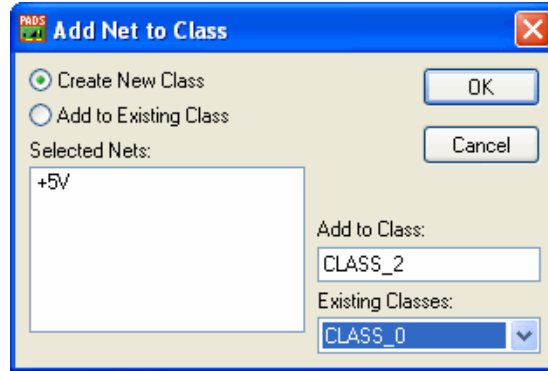 PADS
Add Net to Class
Create New Class
Add to Existing Class
Selected Nets:
+5V
OK
Cancel
Add to Class:
CLASS_2
Existing Classes:
CLASS_0